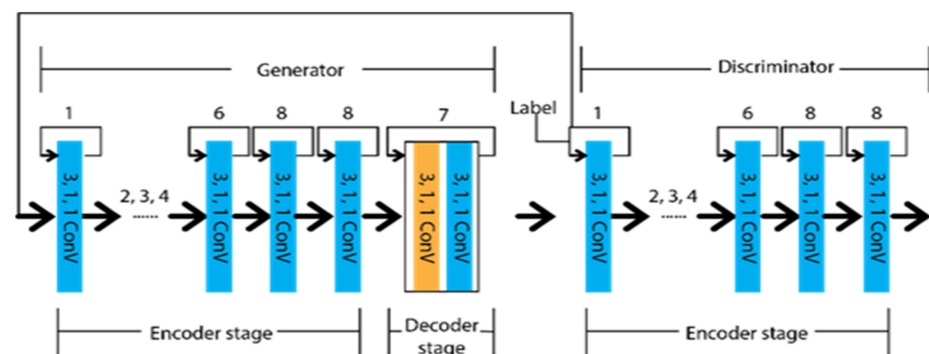 Generator
Discriminator
Label
1
6
8
8
7
1
6
8
8
3, 1, 1 ConV
2, 3, 4
3, 1, 1 ConV
3, 1, 1 ConV
3, 1, 1 ConV
3, 1, 1 ConV
3, 1, 1 ConV
3, 1, 1 ConV
2, 3, 4
3, 1, 1 ConV
3, 1, 1 ConV
3, 1, 1 ConV
Encoder stage
Decoder
stage
Encoder stage